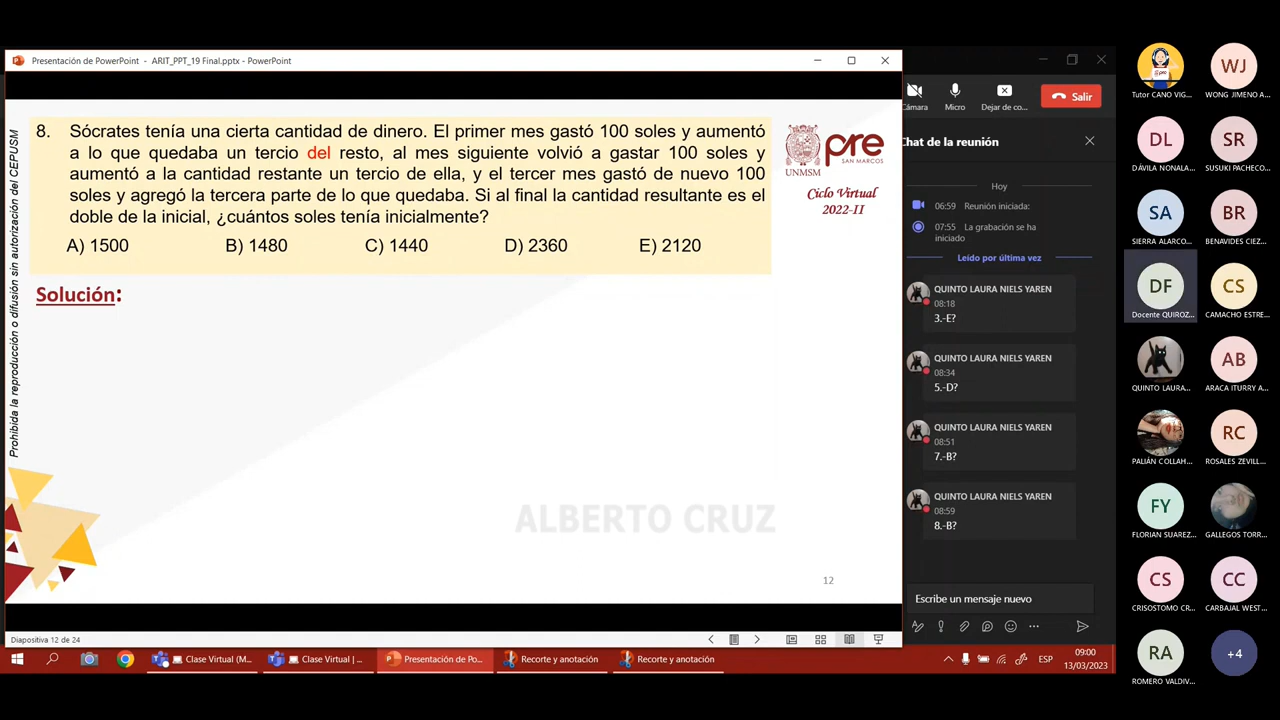 Presentación de PowerPoint - ARIT_PPT_19 Final.pptx - PowerPoint
8. Sócrates tenía una cierta cantidad de dinero. El primer mes gastó 100 soles y aumentó
a lo que quedaba un tercio del resto, al mes siguiente volvió a gastar 100 soles y
aumentó a la cantidad restante un tercio de ella, y el tercer mes gastó de nuevo 100
soles y agregó la tercera parte de lo que quedaba. Si al final la cantidad resultante es el
doble de la inicial, ¿cuántos soles tenía inicialmente?
A) 1500 B) 1480 C) 1440 D) 2360 E) 2120
Solución:
Prohibida la reproducción o difusión sin autorización del CEPUSM
UNMSM
pre
SAN MARCOS
Ciclo Virtual
2022-II
ALBERTO CRUZ
12
Diapositiva 12 de 24
Cámara
Micro
Dejar de co...
Salir
Chat de la reunión
Hoy
06:59 Reunión iniciada:
07:55 La grabación se ha
iniciado
Leído por última vez
QUINTO LAURA NIELS YAREN
08:18
3.-E?
QUINTO LAURA NIELS YAREN
08:34
5.-D?
QUINTO LAURA NIELS YAREN
08:51
7.-B?
QUINTO LAURA NIELS YAREN
08:59
8.-B?
Escribe un mensaje nuevo
Tutor CANO VIG...
WJ
WONG JIMENO A...
DL
DÁVILA NONALA...
SR
SUSUKI PACHECO...
SA
SIERRA ALARCO...
BR
BENAVIDES CIEZ...
DF
Docente QUIROZ...
CS
CAMACHO ESTRE...
QUINTO LAURA...
AB
ARACA ITURRY A...
PALIÁN COLLAH...
RC
ROSALES ZEVILL...
FY
FLORIAN SUAREZ...
GALLEGOS TORR...
CS
CRISOSTOMO CR...
CC
CARBAJAL WEST...
RA
ROMERO VALDIV...
+4
Clase Virtual (M...
Clase Virtual | ...
Presentación de Po...
Recorte y anotación
Recorte y anotación
ESP
09:00
13/03/2023